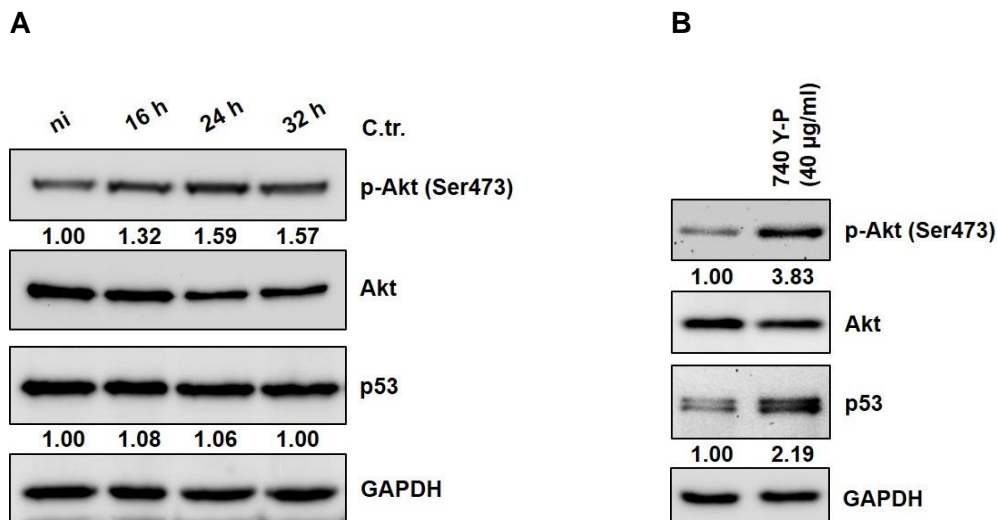 A
ni 16 h 24 h 32 h C.tr.
p-Akt (Ser473)
1.00 1.32 1.59 1.57
Akt
p53
1.00 1.08 1.06 1.00
GAPDH
B
740 Y-P
(40 µg/ml)
p-Akt (Ser473)
1.00 3.83
Akt
p53
1.00 2.19
GAPDH